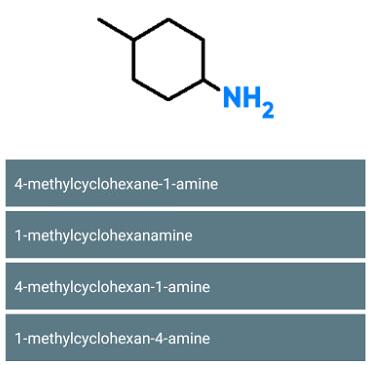 NH2
4-methylcyclohexane-1-amine
1-methylcyclohexanamine
4-methylcyclohexan-1-amine
1-methylcyclohexan-4-amine